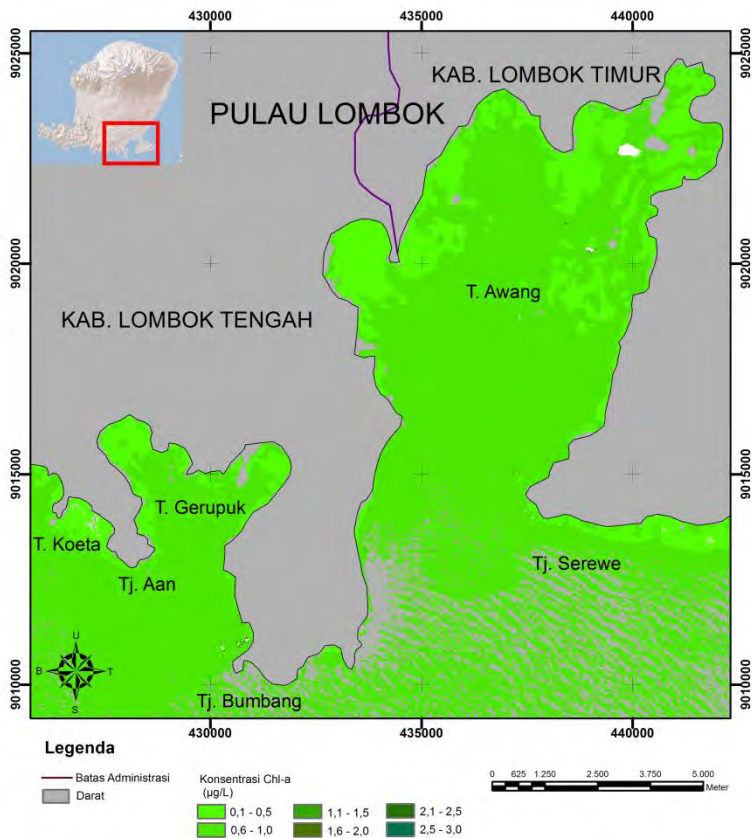 430000 435000 440000
9025000 9025000
KAB. LOMBOK TIMUR
PULAU LOMBOK
9020000 9020000
T. Awang
KAB. LOMBOK TENGAH
9015000 9015000
T. Gerupuk
T. Koeta
Tj. Aan
Tj. Serewe
U
B T
S
9010000 9010000
Tj. Bumbang
430000 435000 440000
Legenda
Batas Administrasi
Darat
Konsentrasi Chl-a
(µg/L)
0,1 - 0,5 1,1 - 1,5 2,1 - 2,5
0,6 - 1,0 1,6 - 2,0 2,5 - 3,0
0 625 1.250 2.500 3.750 5.000
Meter